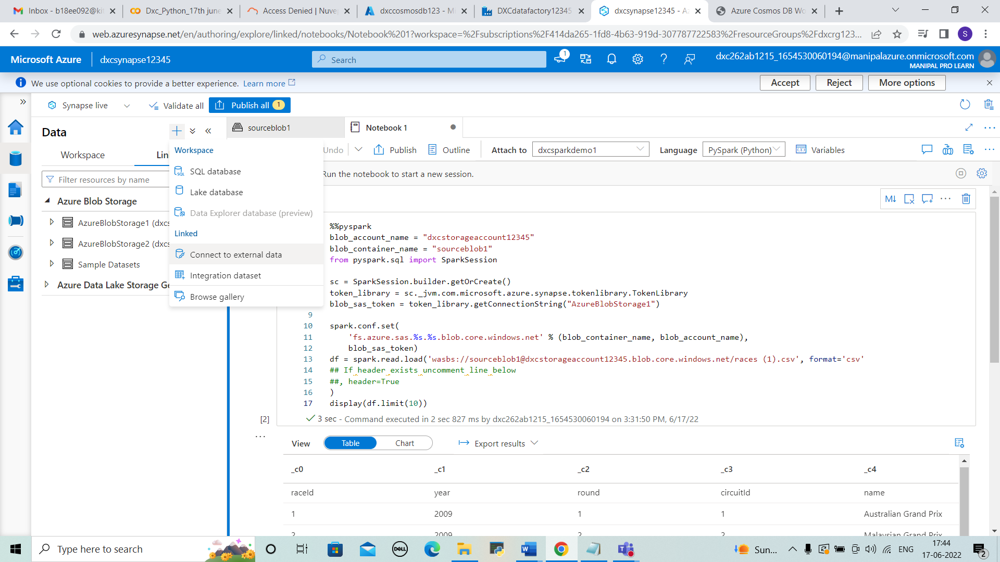 Inbox - b18ee092@kit
Dxc_Python_17th june
Access Denied | Nuvep
dxccosmosdb123 - Mi
DXCdatafactory12345
dxcsynapse12345 - Az
Azure Cosmos DB Wo
web.azuresynapse.net/en/authoring/explore/linked/notebooks/Notebook%201?workspace=%2Fsubscriptions%2F414da265-1fd8-4b63-919d-307787722583%2FresourceGroups%2Fdxcrg123...
S
Microsoft Azure
dxcsynapse12345
Search
1
dxc262ab1215_1654530060194@manipalazure.onmicrosoft.com
MANIPAL PRO LEARN
We use optional cookies to provide a better experience. Learn more
Accept
Reject
More options
Synapse live
Validate all
Publish all 1
Data
sourceblob1
Notebook 1
Workspace
Lin
Filter resources by name
Azure Blob Storage
AzureBlobStorage1 (dxcs
AzureBlobStorage2 (dxcs
Sample Datasets
Azure Data Lake Storage Ge
Workspace
SQL database
Lake database
Data Explorer database (preview)
Linked
Connect to external data
Integration dataset
Browse gallery
Undo
Publish
Outline
Attach to
dxcsparkdemo1
Language
PySpark (Python)
Variables
Run the notebook to start a new session.
M↓
%%pyspark
blob_account_name = "dxcstorageaccount12345"
blob_container_name = "sourceblob1"
from pyspark.sql import SparkSession
sc = SparkSession.builder.getOrCreate()
token_library = sc._jvm.com.microsoft.azure.synapse.tokenlibrary.TokenLibrary
blob_sas_token = token_library.getConnectionString("AzureBlobStorage1")
9
10 spark.conf.set(
11 'fs.azure.sas.%s.%s.blob.core.windows.net' % (blob_container_name, blob_account_name),
12 blob_sas_token)
13 df = spark.read.load('wasbs://sourceblob1@dxcstorageaccount12345.blob.core.windows.net/races (1).csv', format='csv'
14 ## If header exists uncomment line below
15 ##, header=True
16 )
17 display(df.limit(10))
[2]
3 sec - Command executed in 2 sec 827 ms by dxc262ab1215_1654530060194 on 3:31:50 PM, 6/17/22
View
Table
Chart
Export results
_c0 _c1 _c2 _c3 _c4
raceId year round circuitId name
1 2009 1 1 Australian Grand Prix
2 2009 2 2 Malaysian Grand Prix
Type here to search
DELL
Sun...
ENG
17:44
17-06-2022
2